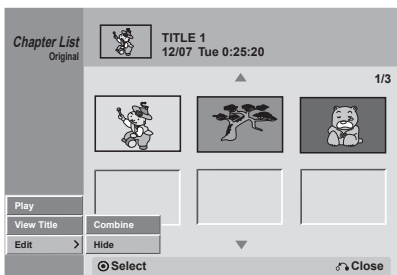 Chapter List
Original
TITLE 1
12/07 Tue 0:25:20
1/3
Play
View Title
Edit >
Combine
Hide
Select
Close